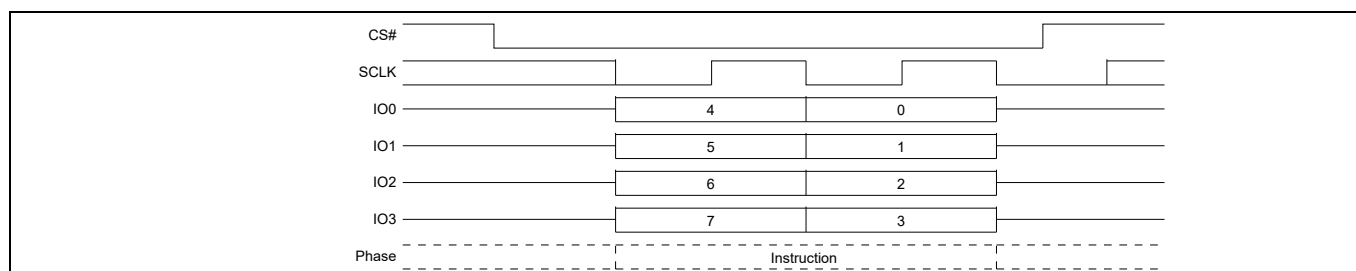 CS#
SCLK
IO0 4 0
IO1 5 1
IO2 6 2
IO3 7 3
Phase Instruction